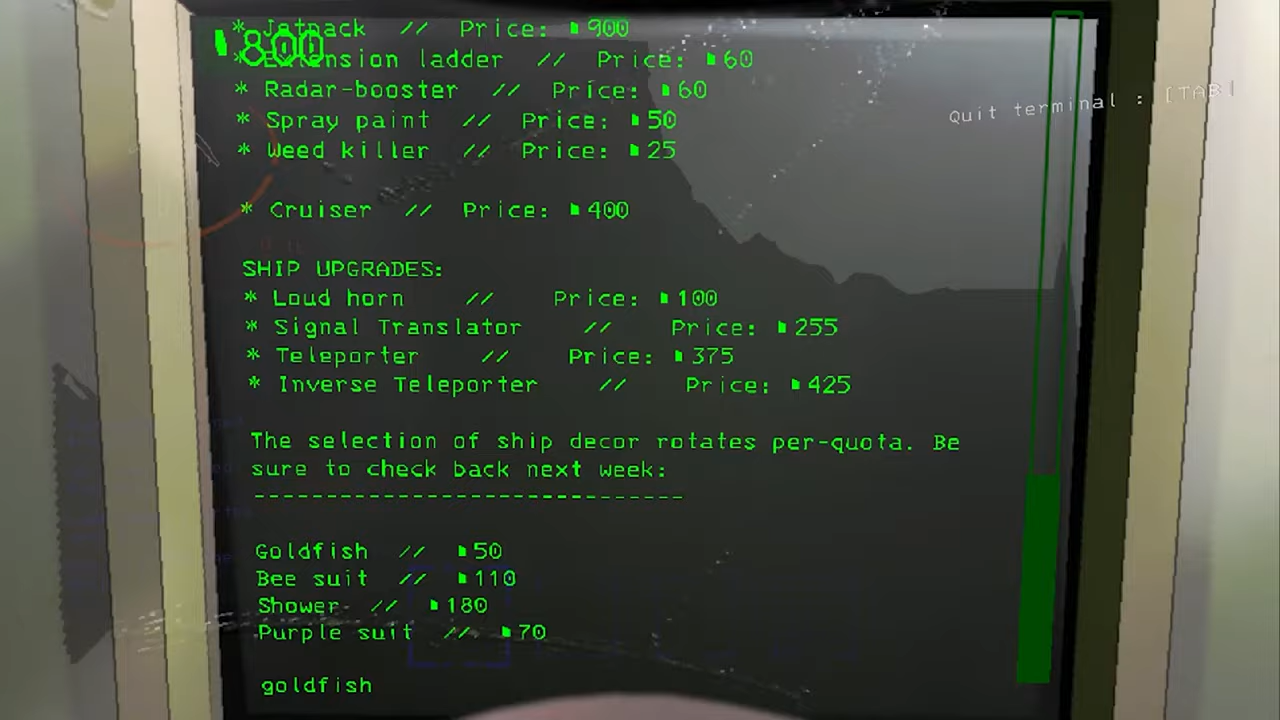 * Jetpack // Price: ▮900
▮800
* Extension ladder // Price: ▮60
* Radar-booster // Price: ▮60
Quit terminal : [TAB]
* Spray paint // Price: ▮50
* Weed killer // Price: ▮25
* Cruiser // Price: ▮400
SHIP UPGRADES:
* Loud horn // Price: ▮100
* Signal Translator // Price: ▮255
* Teleporter // Price: ▮375
* Inverse Teleporter // Price: ▮425
The selection of ship decor rotates per-quota. Be
sure to check back next week:
------------------------------
Goldfish // ▮50
Bee suit // ▮110
Shower // ▮180
Purple suit // ▮70
goldfish